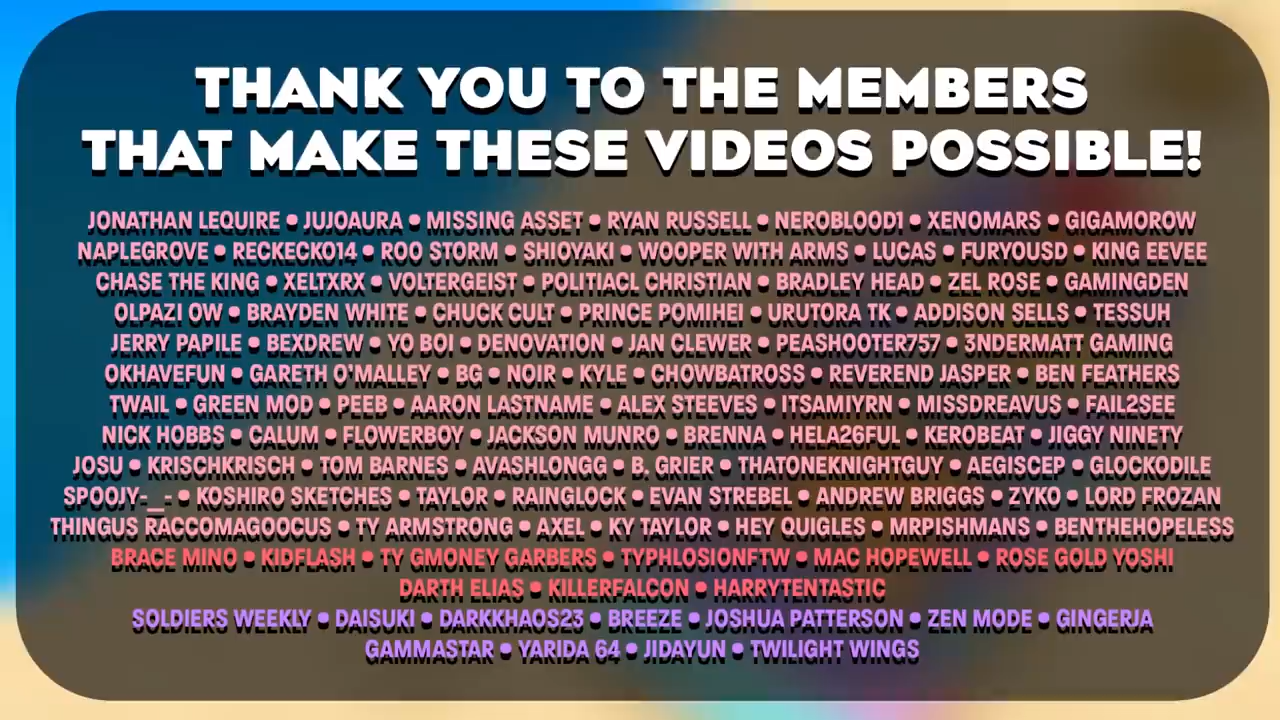 THANK YOU TO THE MEMBERS
THAT MAKE THESE VIDEOS POSSIBLE!
JONATHAN LEQUIRE • JUJOAURA • MISSING ASSET • RYAN RUSSELL • NEROBLOOD1 • XENOMARS • GIGAMOROW
NAPLEGROVE • RECKECKO14 • ROO STORM • SHIOYAKI • WOOPER WITH ARMS • LUCAS • FURYOUSD • KING EEVEE
CHASE THE KING • XELTXRX • VOLTERGEIST • POLITIACL CHRISTIAN • BRADLEY HEAD • ZEL ROSE • GAMINGDEN
OLPAZI OW • BRAYDEN WHITE • CHUCK CULT • PRINCE POMIHEI • URUTORA TK • ADDISON SELLS • TESSUH
JERRY PAPILE • BEXDREW • YO BOI • DENOVATION • JAN CLEWER • PEASHOOTER757 • 3NDERMATT GAMING
OKHAVEFUN • GARETH O'MALLEY • BG • NOIR • KYLE • CHOWBATROSS • REVEREND JASPER • BEN FEATHERS
TWAIL • GREEN MOD • PEEB • AARON LASTNAME • ALEX STEEVES • ITSAMIYRN • MISSDREAVUS • FAIL2SEE
NICK HOBBS • CALUM • FLOWERBOY • JACKSON MUNRO • BRENNA • HELA26FUL • KEROBEAT • JIGGY NINETY
JOSU • KRISCHKRISCH • TOM BARNES • AVASHLONGG • B. GRIER • THATONEKNIGHTGUY • AEGISCEP • GLOCKODILE
SPOOJY-_- • KOSHIRO SKETCHES • TAYLOR • RAINGLOCK • EVAN STREBEL • ANDREW BRIGGS • ZYKO • LORD FROZAN
THINGUS RACCOMAGOOCUS • TY ARMSTRONG • AXEL • KY TAYLOR • HEY QUIGLES • MRPISHMANS • BENTHEHOPELESS
BRACE MINO • KIDFLASH • TY GMONEY GARBERS • TYPHLOSIONFTW • MAC HOPEWELL • ROSE GOLD YOSHI
DARTH ELIAS • KILLERFALCON • HARRYTENTASTIC
SOLDIERS WEEKLY • DAISUKI • DARKKHAOS23 • BREEZE • JOSHUA PATTERSON • ZEN MODE • GINGERJA
GAMMASTAR • YARIDA 64 • JIDAYUN • TWILIGHT WINGS